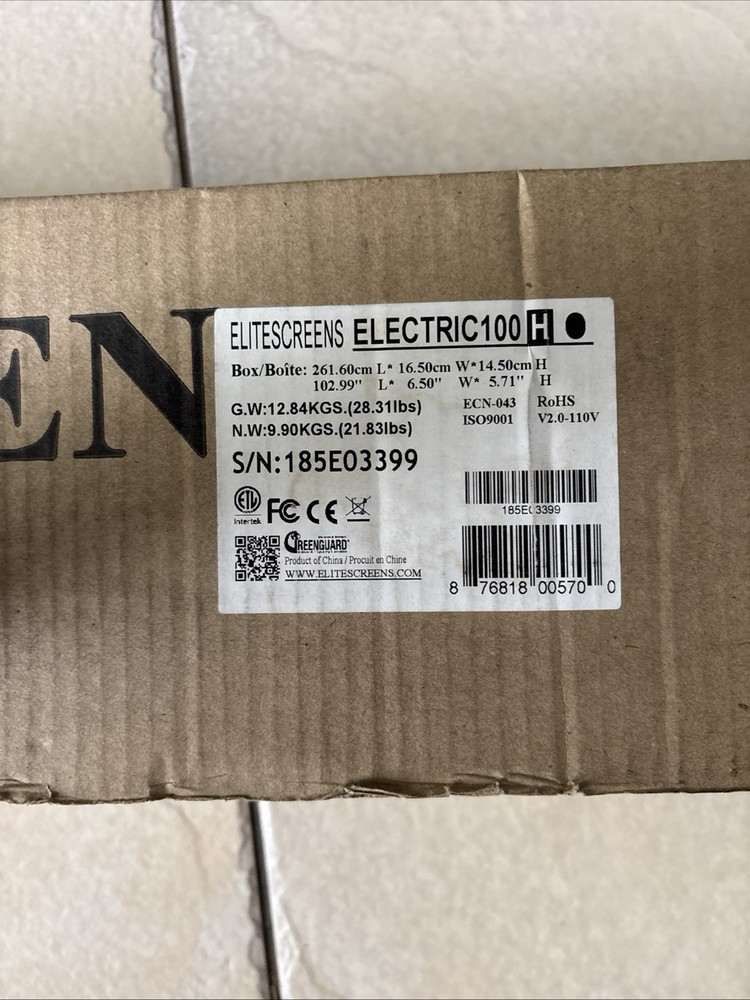 EN
ELITESCREENS ELECTRIC100 H
Box/Boîte: 261.60cm L* 16.50cm W*14.50cm H
102.99" L* 6.50" W* 5.71" H
G.W:12.84KGS.(28.31lbs)
N.W:9.90KGS.(21.83lbs)
ECN-043 RoHS
ISO9001 V2.0-110V
S/N:185E03399
185E03399
ETL
Intertek
FC CE
GREENGUARD
Product of China / Procuit en Chine
WWW.ELITESCREENS.COM
8 76818 00570 0